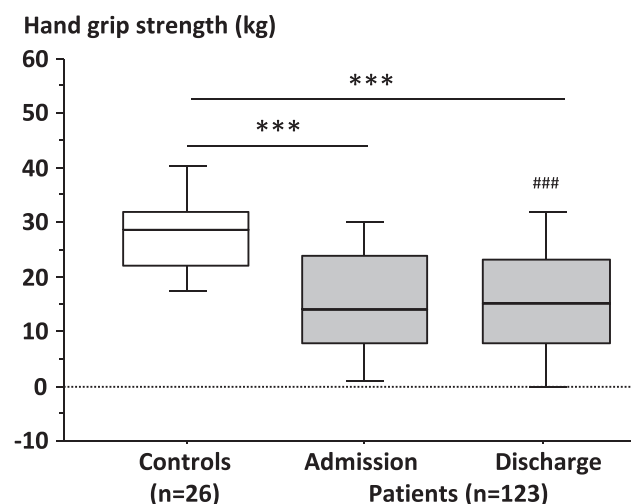 Hand grip strength (kg)
60
50
40
30
20
10
0
-10
***
***
###
Controls
(n=26)
Admission
Discharge
Patients (n=123)